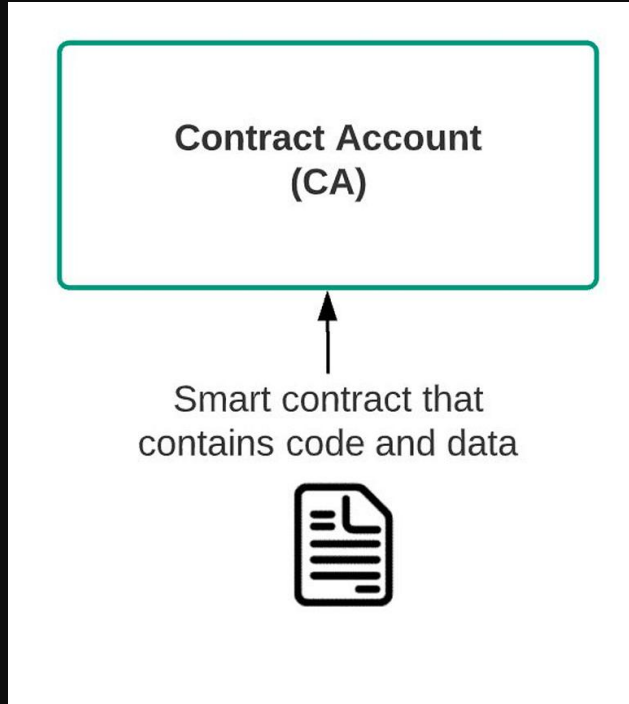 Contract Account
(CA)
Smart contract that
contains code and data